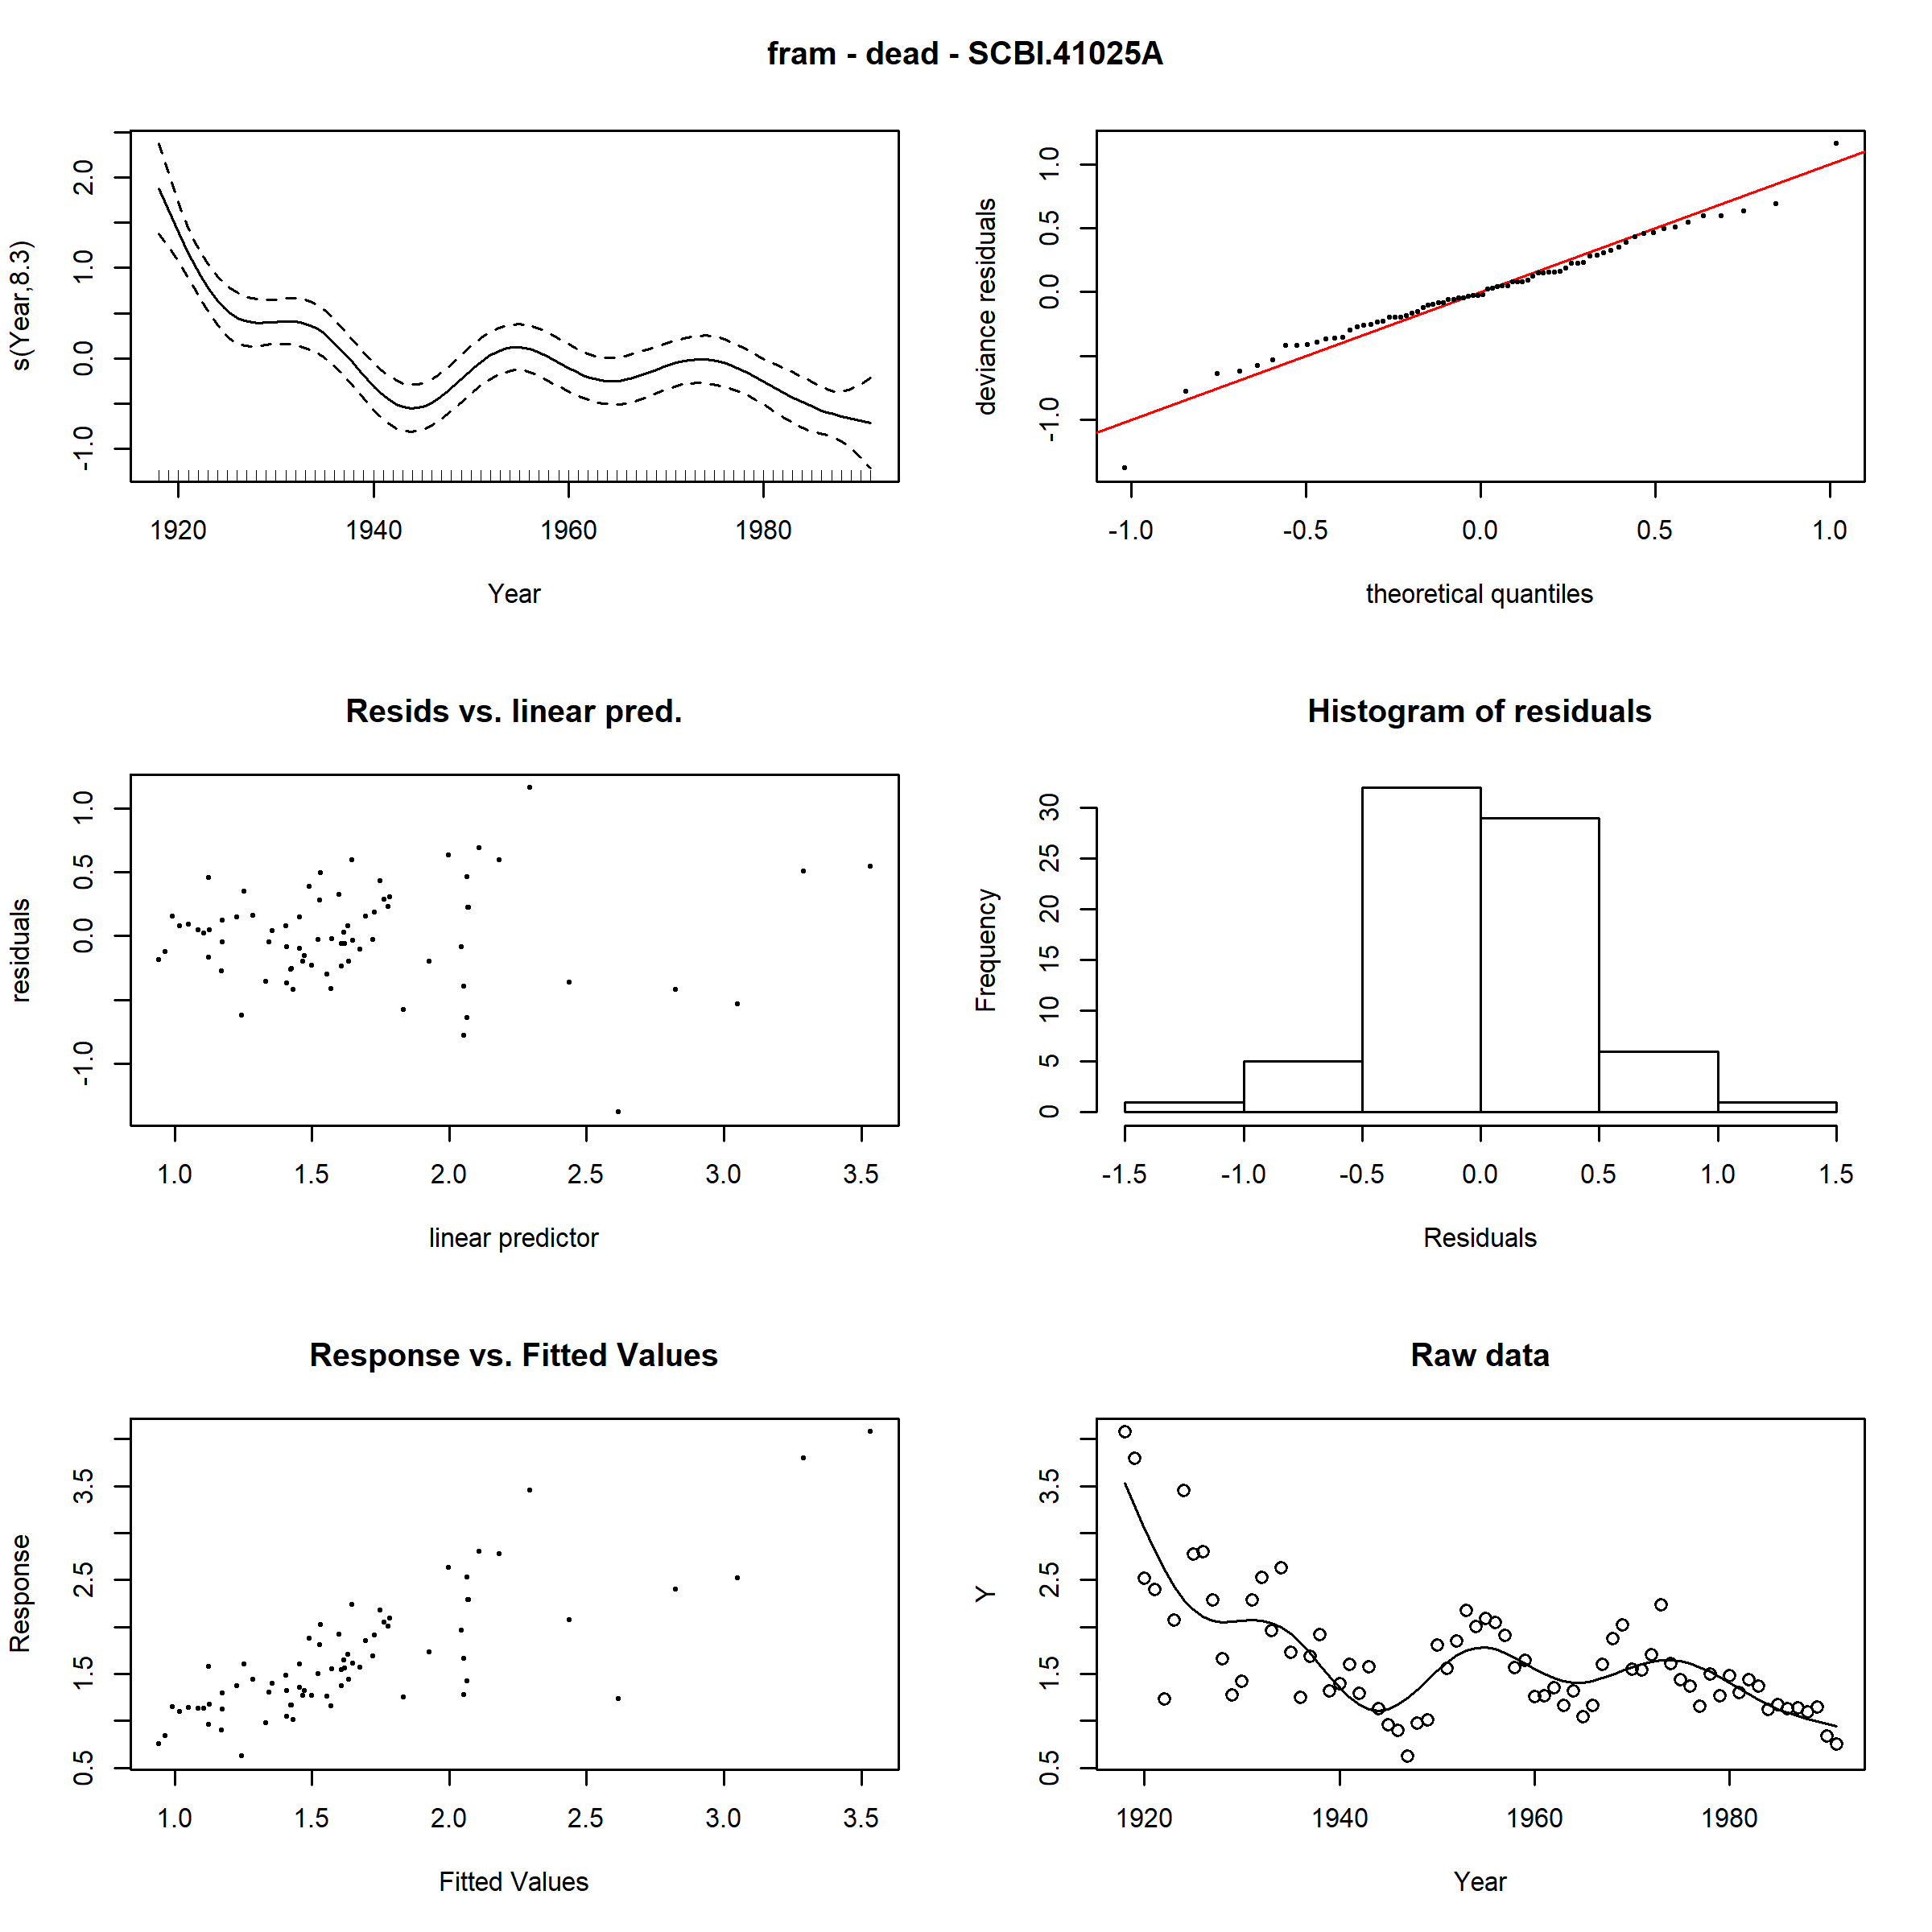 fram - dead - SCBI.41025A
s(Year,8.3)
-1.0 0.0 1.0 2.0
1920 1940 1960 1980
Year
deviance residuals
-1.0 0.0 0.5 1.0
-1.0 -0.5 0.0 0.5 1.0
theoretical quantiles
Resids vs. linear pred.
residuals
-1.0 0.0 0.5 1.0
1.0 1.5 2.0 2.5 3.0 3.5
linear predictor
Histogram of residuals
Frequency
0 5 10 15 20 25 30
-1.5 -1.0 -0.5 0.0 0.5 1.0 1.5
Residuals
Response vs. Fitted Values
Response
0.5 1.5 2.5 3.5
1.0 1.5 2.0 2.5 3.0 3.5
Fitted Values
Raw data
Y
0.5 1.5 2.5 3.5
1920 1940 1960 1980
Year